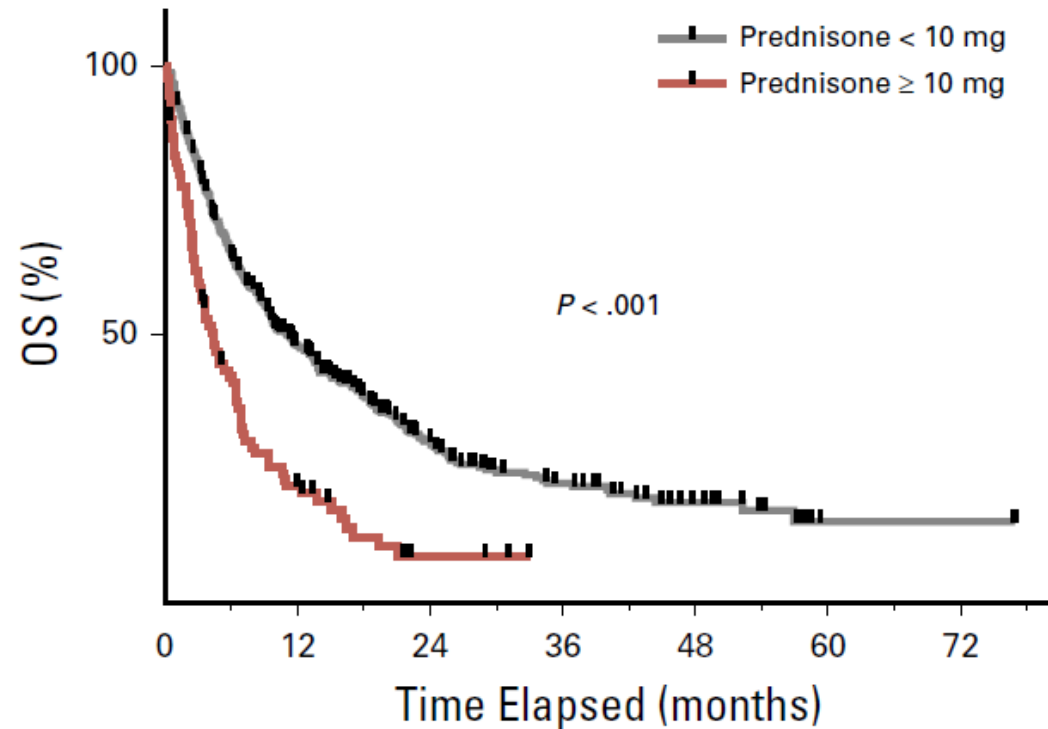 Prednisone < 10 mg
Prednisone ≥ 10 mg
100
50
OS (%)
P < .001
0 12 24 36 48 60 72
Time Elapsed (months)